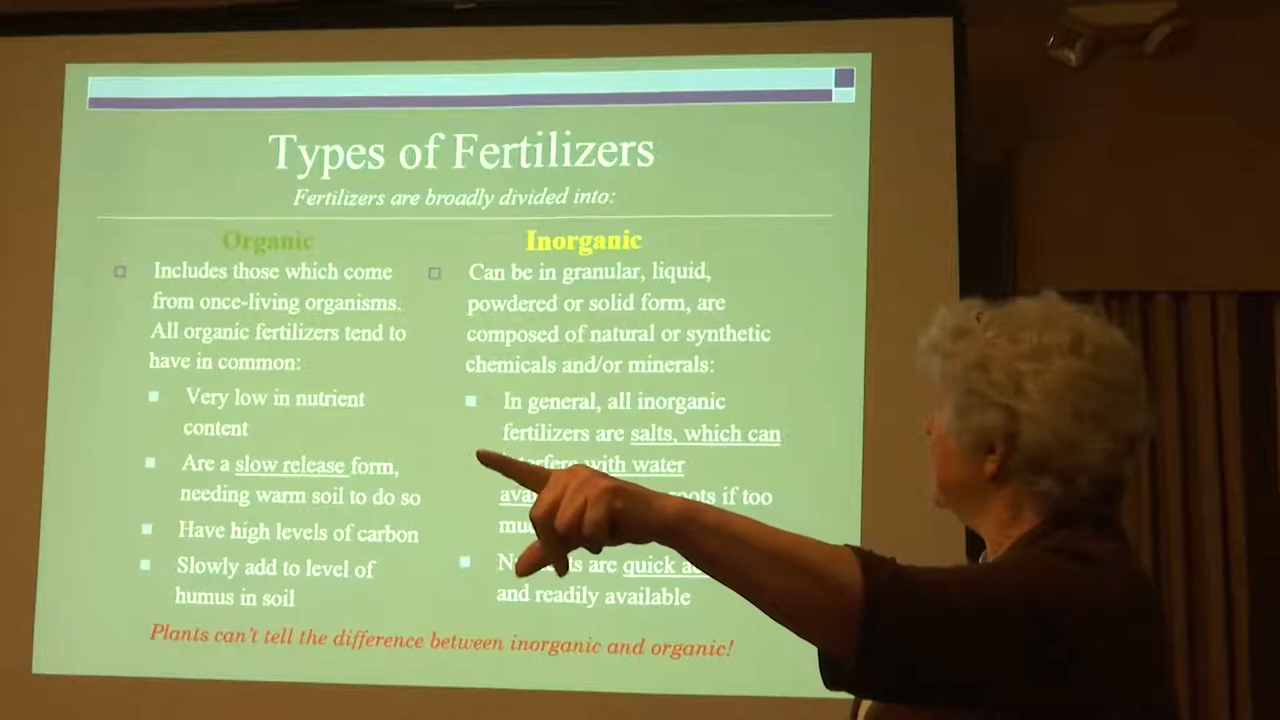 Types of Fertilizers
Fertilizers are broadly divided into:
Organic
Includes those which come
from once-living organisms.
All organic fertilizers tend to
have in common:
Very low in nutrient
content
Are a slow release form,
needing warm soil to do so
Have high levels of carbon
Slowly add to level of
humus in soil
Inorganic
Can be in granular, liquid,
powdered or solid form, are
composed of natural or synthetic
chemicals and/or minerals:
In general, all inorganic
fertilizers are salts, which can
with water
roots if too
are quick
and readily available
Plants can't tell the difference between inorganic and organic!